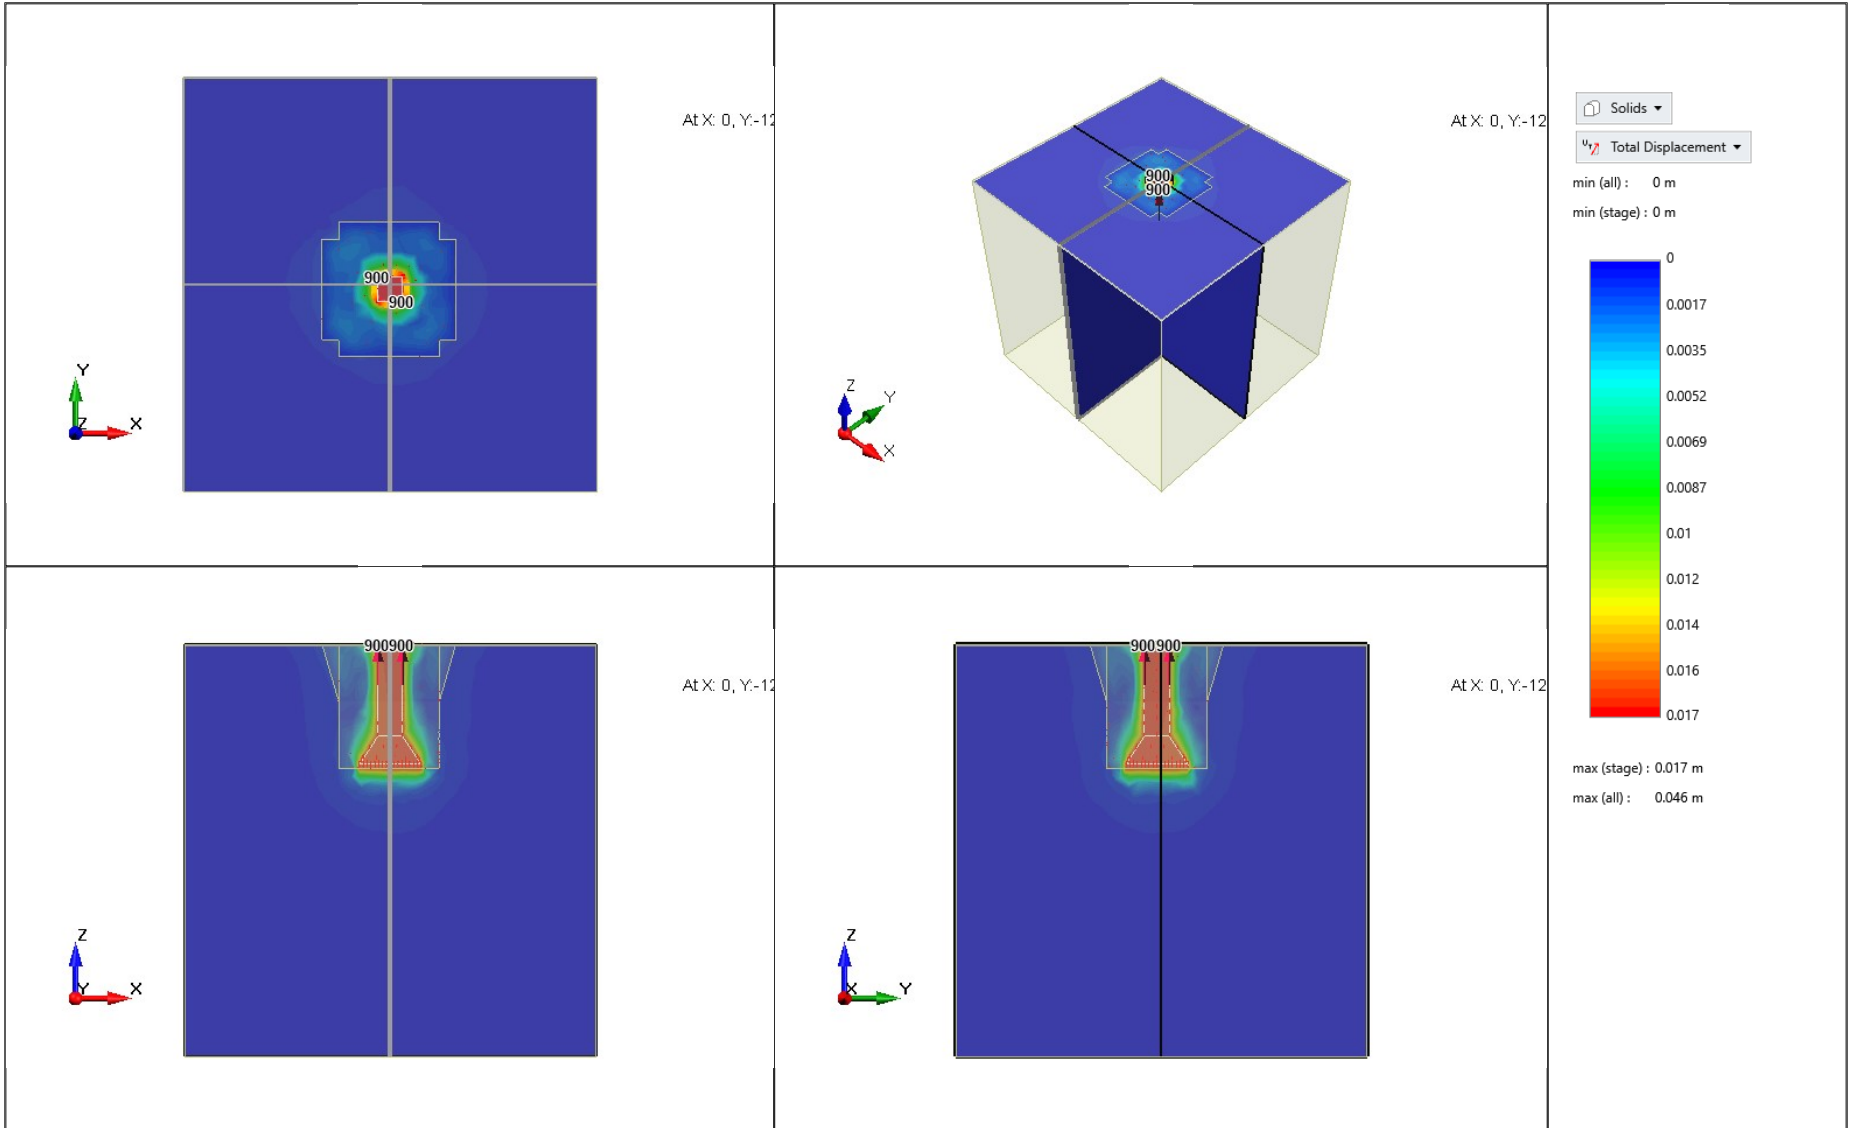 At X: 0, Y:-12
900
900
Y
Z
X
At X: 0, Y:-12
900
900
Z
Y
X
900900
At X: 0, Y:-12
Z
Y
X
900900
At X: 0, Y:-12
Z
X
Y
Solids
Total Displacement
min (all) : 0 m
min (stage) : 0 m
0
0.0017
0.0035
0.0052
0.0069
0.0087
0.01
0.012
0.014
0.016
0.017
max (stage) : 0.017 m
max (all) : 0.046 m